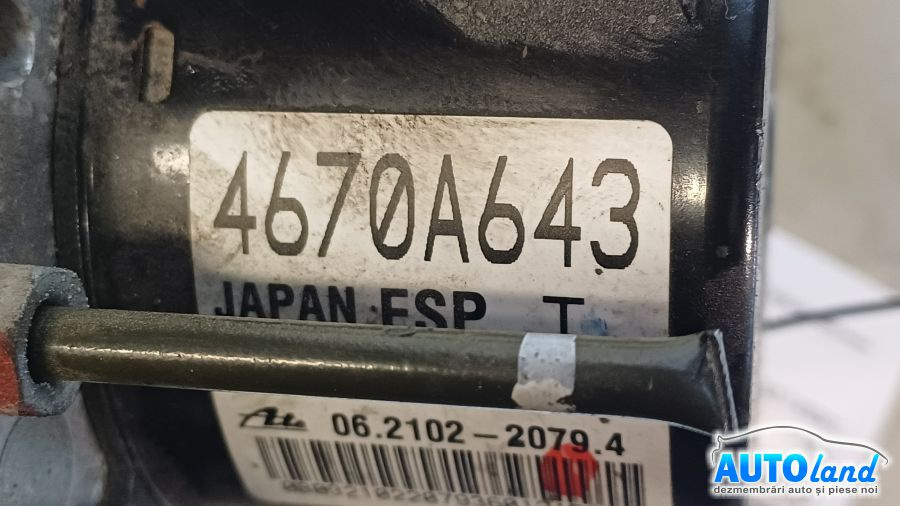 4670A643
JAPAN ESP T
Ate 06.2102-2079.4
AUTOland
dezmembrări auto și piese noi